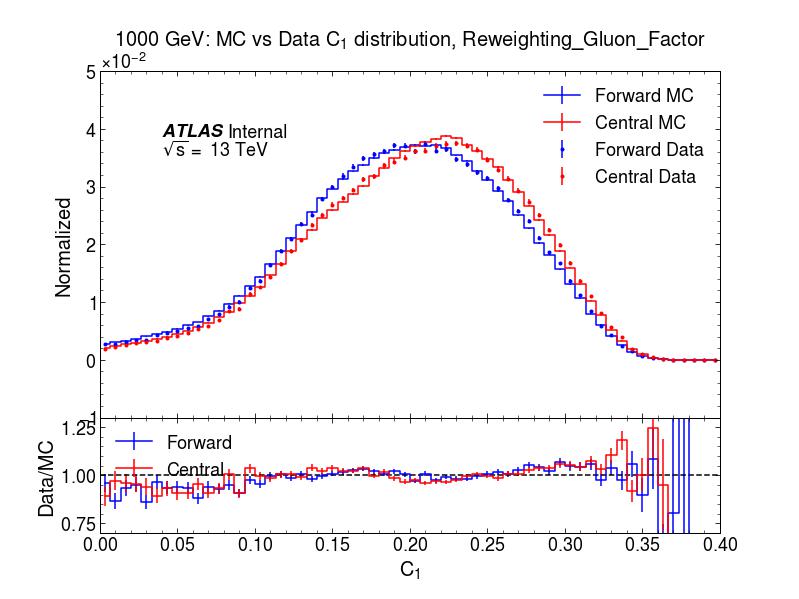 1000 GeV: MC vs Data C₁ distribution, Reweighting_Gluon_Factor
×10⁻²
5
4
3
2
1
0
−1
Normalized
ATLAS Internal
√s = 13 TeV
Forward MC
Central MC
Forward Data
Central Data
1.25
1.00
0.75
Data/MC
Forward
Central
0.00 0.05 0.10 0.15 0.20 0.25 0.30 0.35 0.40
C₁